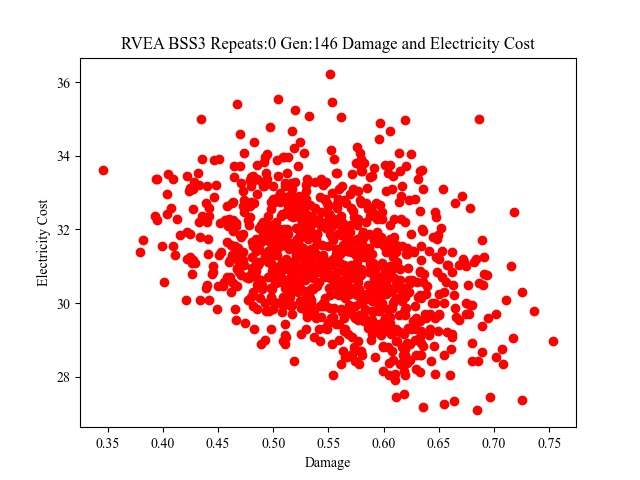 RVEA BSS3 Repeats:0 Gen:146 Damage and Electricity Cost
36
34
32
30
28
Electricity Cost
0.35 0.40 0.45 0.50 0.55 0.60 0.65 0.70 0.75
Damage